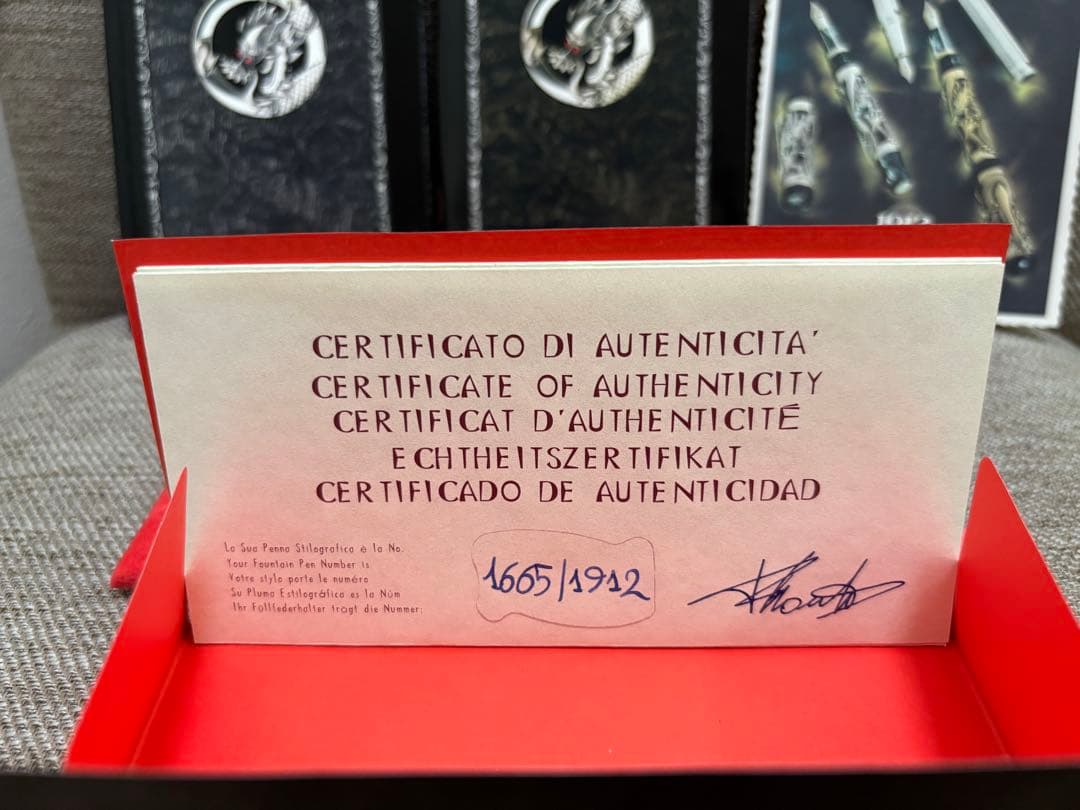 1912
CERTIFICATO DI AUTENTICITA'
CERTIFICATE OF AUTHENTICITY
CERTIFICAT D'AUTHENTICITÉ
ECHTHEITSZERTIFIKAT
CERTIFICADO DE AUTENTICIDAD
La Sua Penna Stilografica è la No.
Your Fountain Pen Number is
Votre stylo porte le numéro
Su Pluma Estilográfica es la Núm
Ihr Füllfederhalter trägt die Nummer:
1665/1912